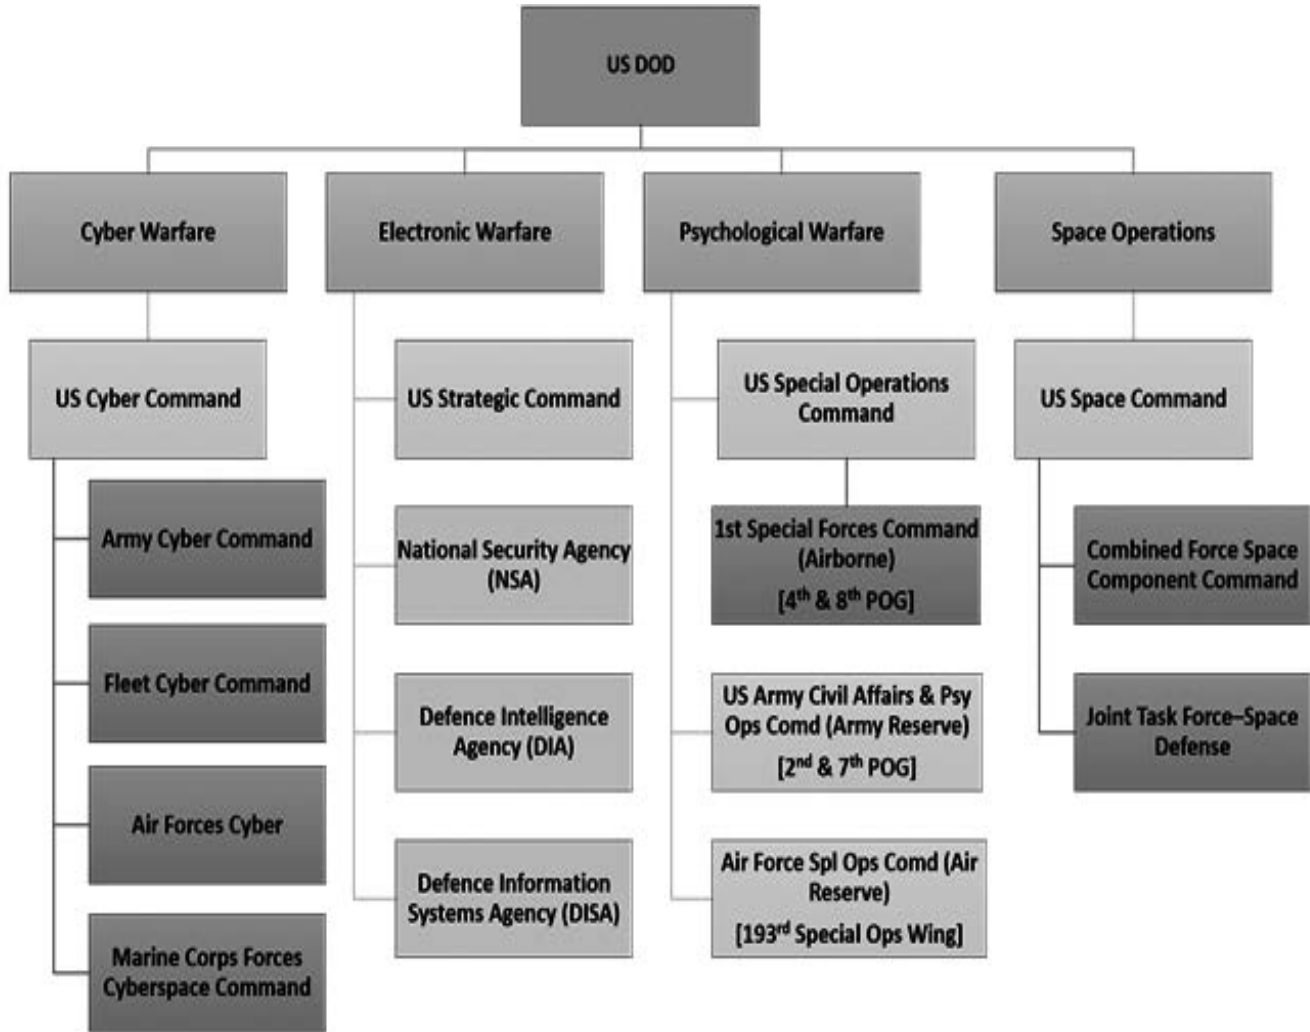 US DOD
Cyber Warfare
Electronic Warfare
Psychological Warfare
Space Operations
US Cyber Command
US Strategic Command
US Special Operations
Command
US Space Command
Army Cyber Command
National Security Agency
(NSA)
1st Special Forces Command
(Airborne)
[4th & 8th POG]
Combined Force Space
Component Command
Fleet Cyber Command
Defence Intelligence
Agency (DIA)
US Army Civil Affairs & Psy
Ops Comd (Army Reserve)
[2nd & 7th POG]
Joint Task Force–Space
Defense
Air Forces Cyber
Defence Information
Systems Agency (DISA)
Air Force Spl Ops Comd (Air
Reserve)
[193rd Special Ops Wing]
Marine Corps Forces
Cyberspace Command